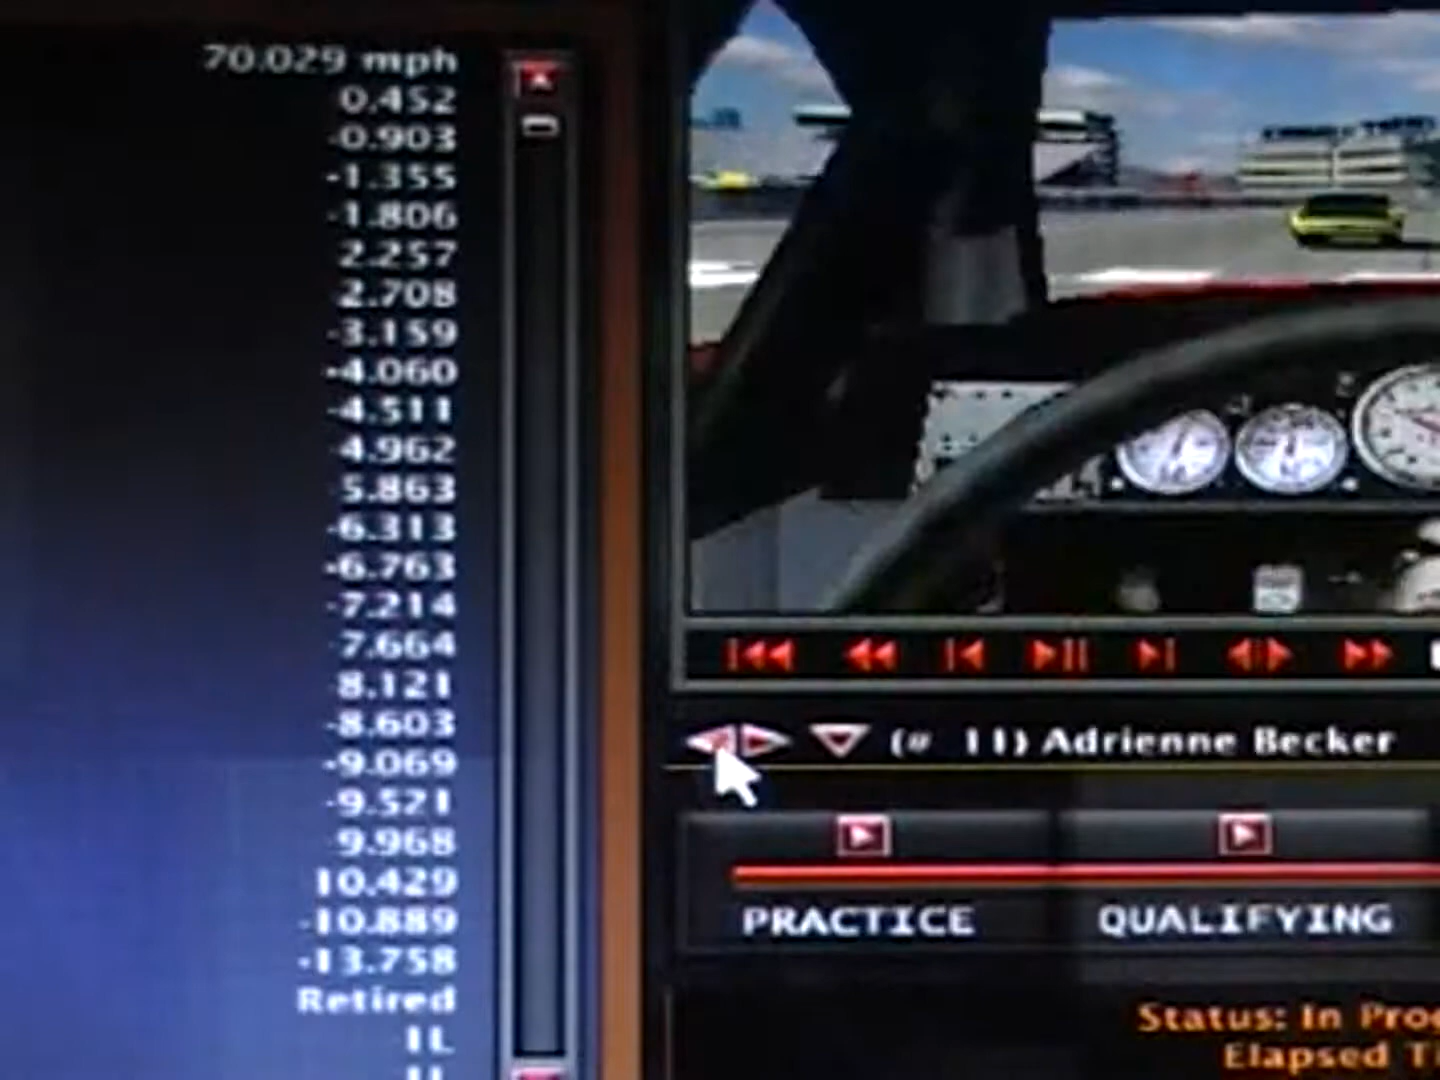 70.029 mph
0.452
-0.903
-1.355
-1.806
2.257
2.708
-3.159
-4.060
-4.511
4.962
5.863
-6.313
-6.763
-7.214
-7.664
8.121
-8.603
-9.069
-9.521
9.968
10.429
-10.889
-13.758
Retired
1L
1L
(# 11) Adrienne Becker
PRACTICE
QUALIFYING
Status: In Prog
Elapsed Ti